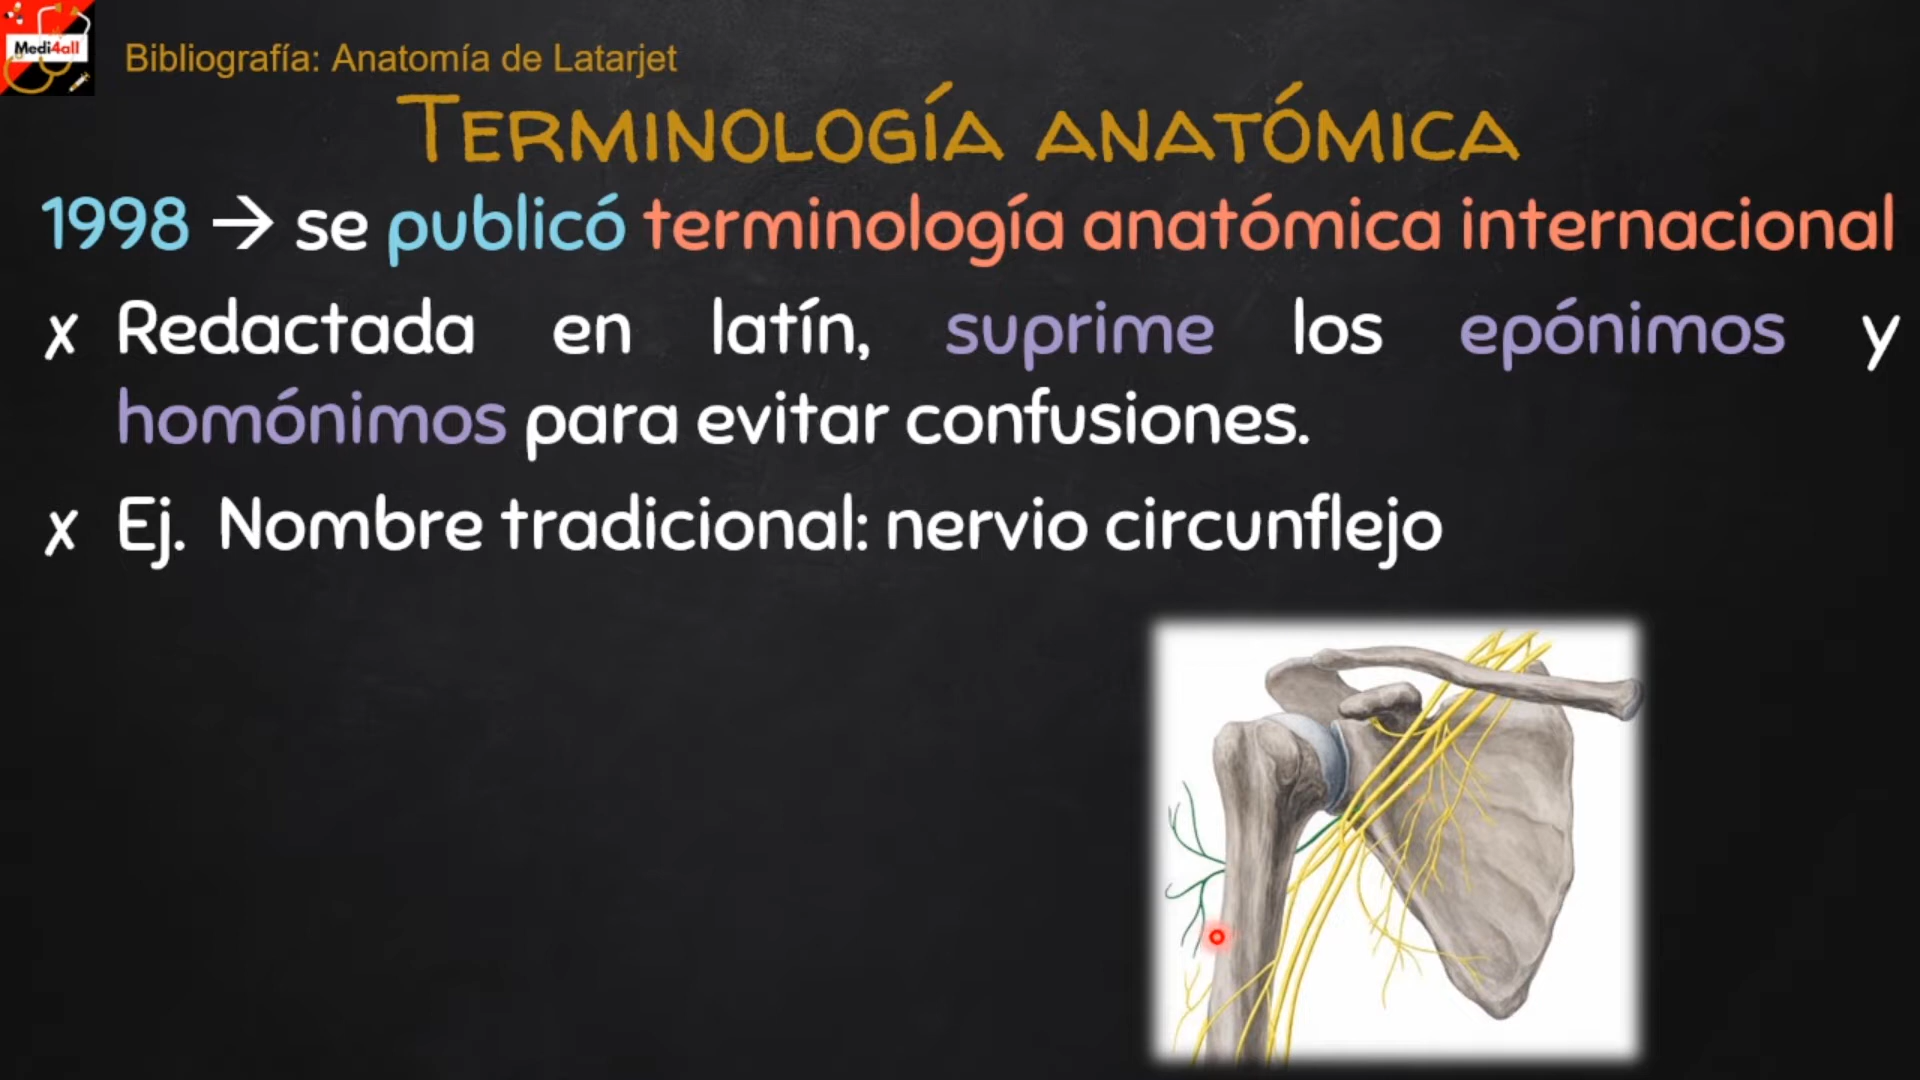 Medi4all
Bibliografía: Anatomía de Latarjet
TERMINOLOGÍA ANATÓMICA
1998 → se publicó terminología anatómica internacional
✗ Redactada en latín, suprime los epónimos y
homónimos para evitar confusiones.
✗ Ej. Nombre tradicional: nervio circunflejo